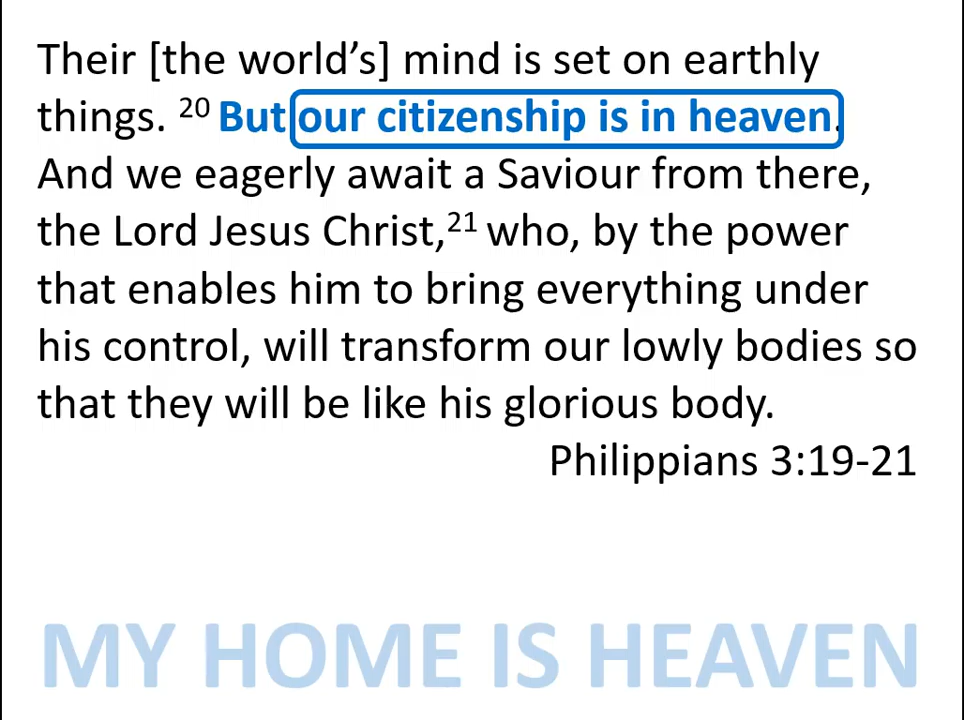 Their [the world’s] mind is set on earthly
things. 20 But our citizenship is in heaven.
And we eagerly await a Saviour from there,
the Lord Jesus Christ,21 who, by the power
that enables him to bring everything under
his control, will transform our lowly bodies so
that they will be like his glorious body.
Philippians 3:19-21
MY HOME IS HEAVEN